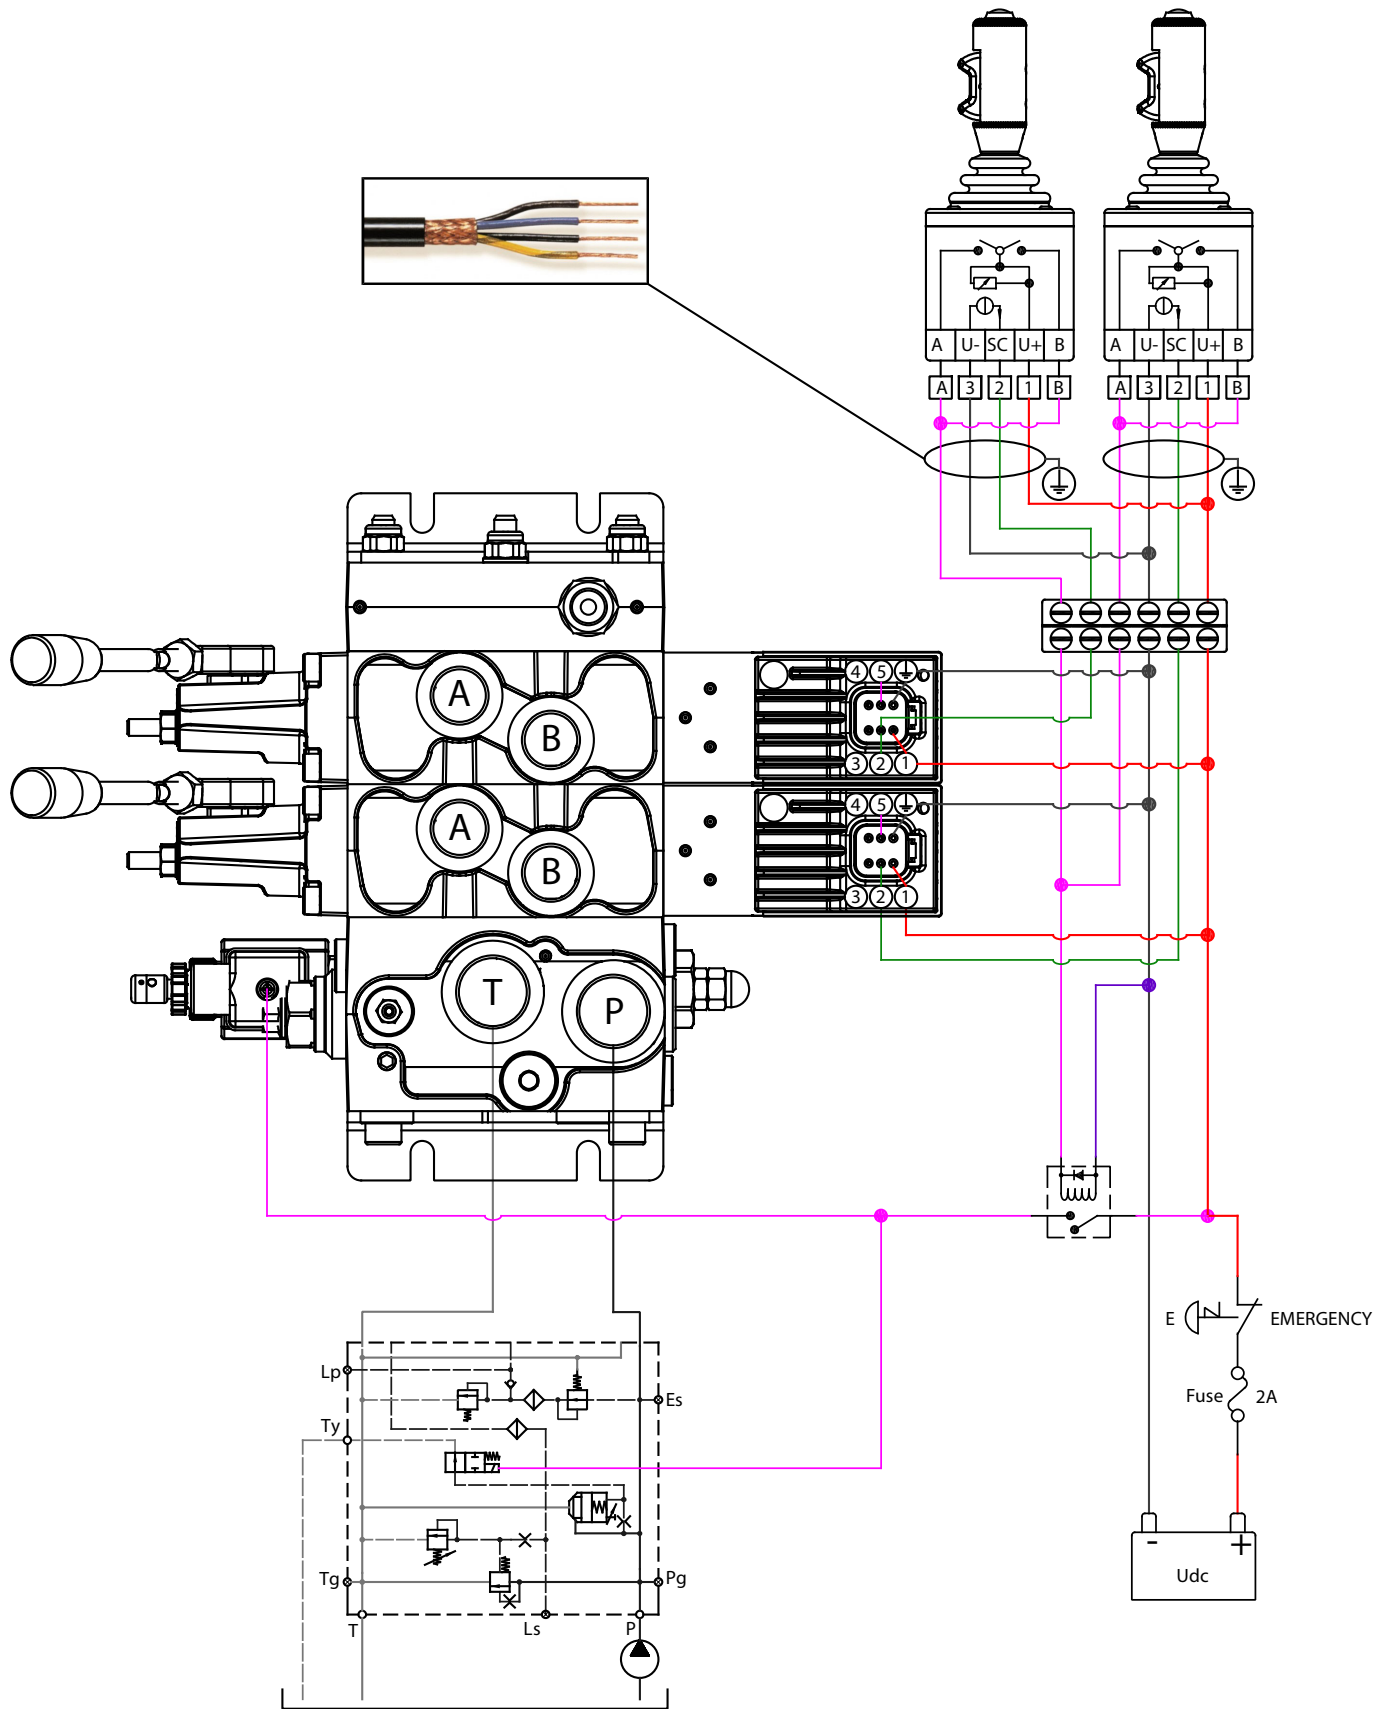 A U- SC U+ B
A U- SC U+ B
A 3 2 1 B
A 3 2 1 B
4 5
A
B
3 2 1
4 5
A
B
3 2 1
T
P
E
EMERGENCY
Fuse
2A
Lp
Es
Ty
Tg
Pg
T
Ls
P
- +
Udc